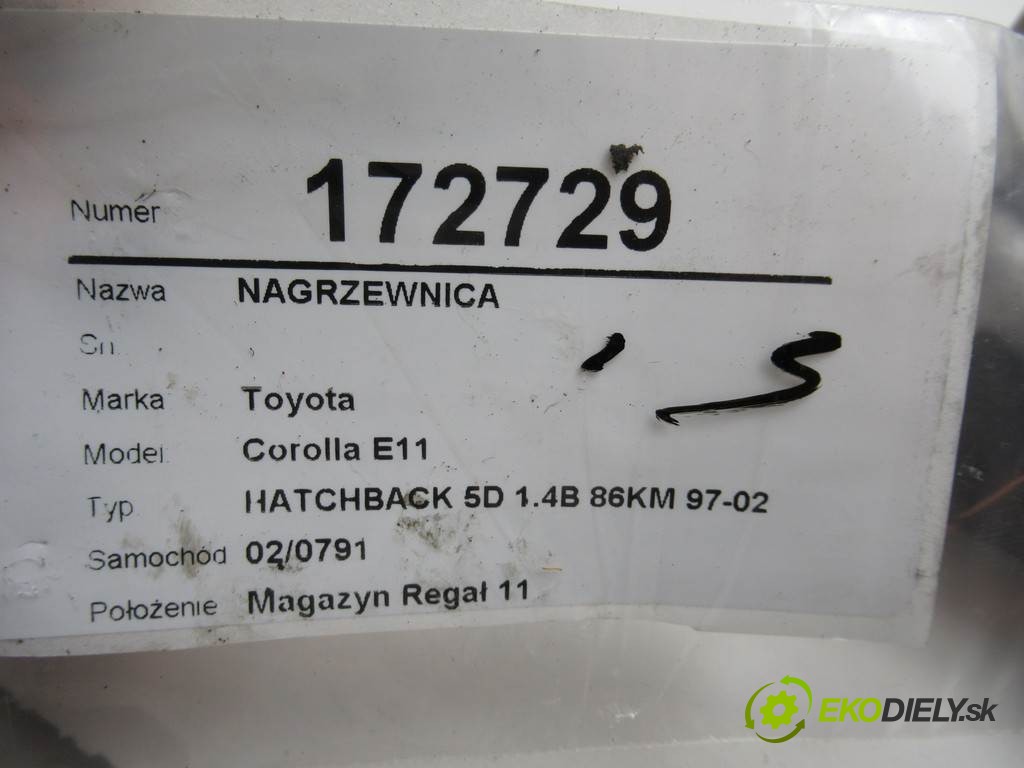 Numer 172729
Nazwa NAGRZEWNICA
Sn
Marka Toyota
Model Corolla E11
Typ HATCHBACK 5D 1.4B 86KM 97-02
Samochód 02/0791
Położenie Magazyn Regał 11
EKODIELY.sk